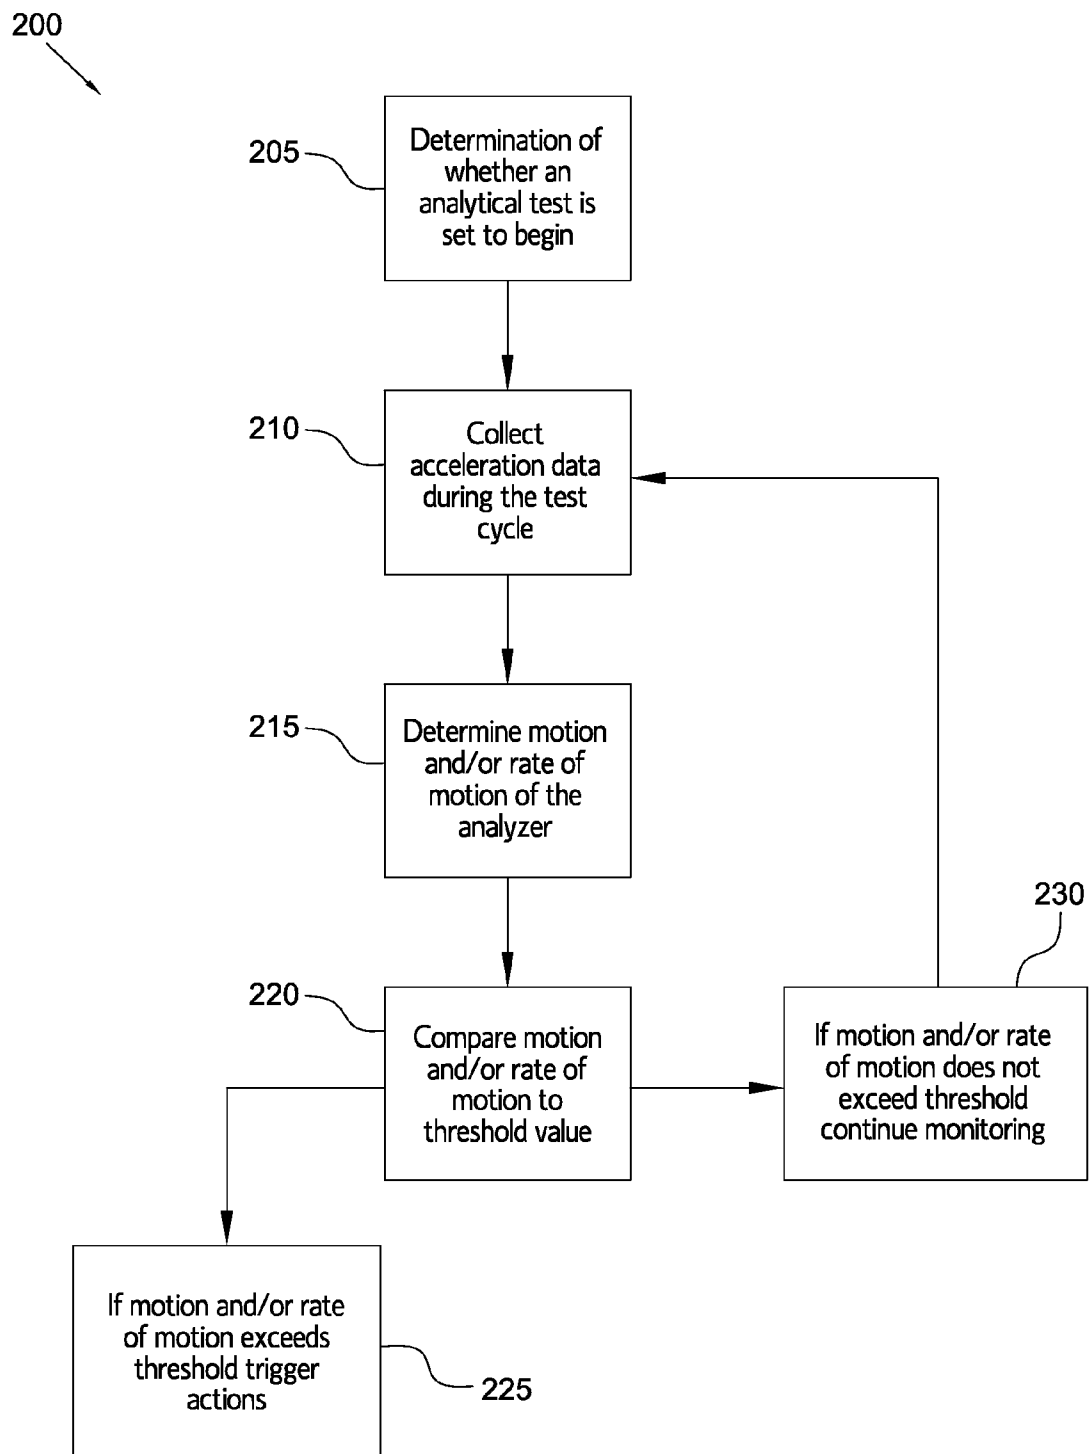 200
205
Determination of
whether an
analytical test is
set to begin
210
Collect
acceleration data
during the test
cycle
215
Determine motion
and/or rate of
motion of the
analyzer
220
Compare motion
and/or rate of
motion to
threshold value
230
If motion and/or rate
of motion does not
exceed threshold
continue monitoring
If motion and/or rate
of motion exceeds
threshold trigger
actions
225